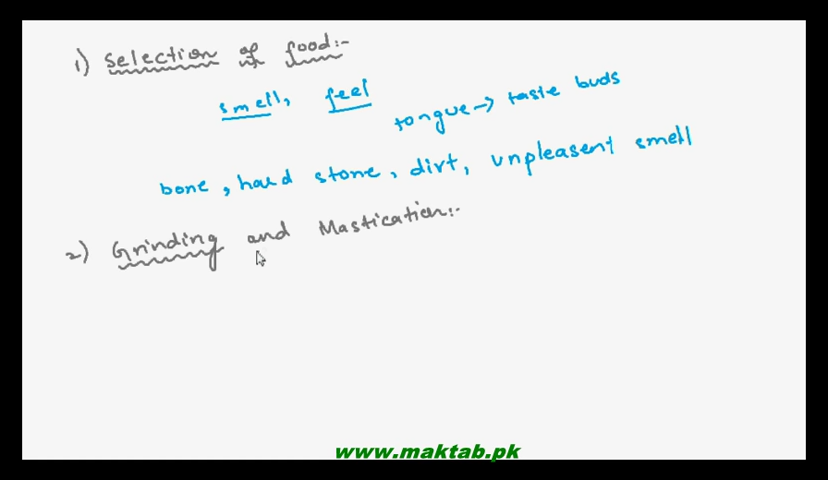 1) Selection of food:-
smell, feel
tongue → taste buds
bone, hard stone, dirt, unpleasent smell
2) Grinding and Mastication:-
www.maktab.pk